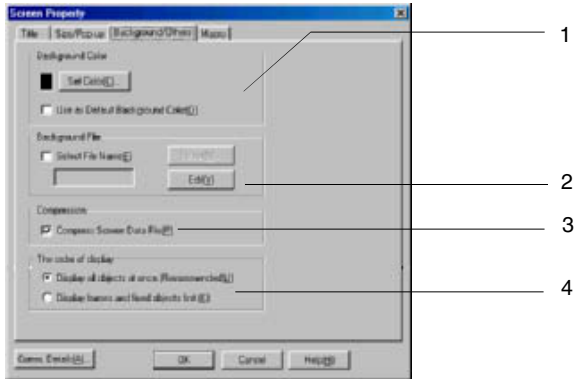 Screen Property
Title Size/Pop-up Background/Others Macro
Background Color
Set Color(C)...
Use as Default Background Color(D)
Background File
Select File Name(F)
Edit(V)
Compression
Compress Screen Data File(P)
The order of display
Display all objects at once (Recommended)
Display frames and fixed objects first
Comm. Details(A)...
OK Cancel Help(H)
1
2
3
4